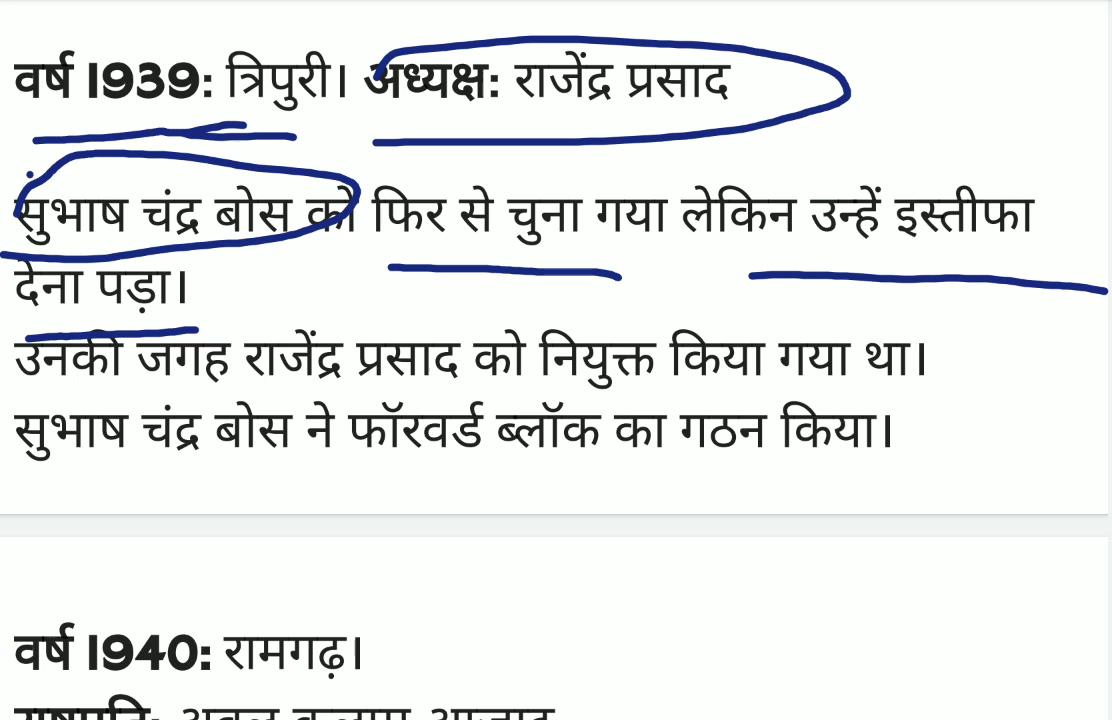 वर्ष 1939: त्रिपुरी। अध्यक्ष: राजेंद्र प्रसाद
सुभाष चंद्र बोस को फिर से चुना गया लेकिन उन्हें इस्तीफा
देना पड़ा।
उनकी जगह राजेंद्र प्रसाद को नियुक्त किया गया था।
सुभाष चंद्र बोस ने फॉरवर्ड ब्लॉक का गठन किया।
वर्ष 1940: रामगढ़।